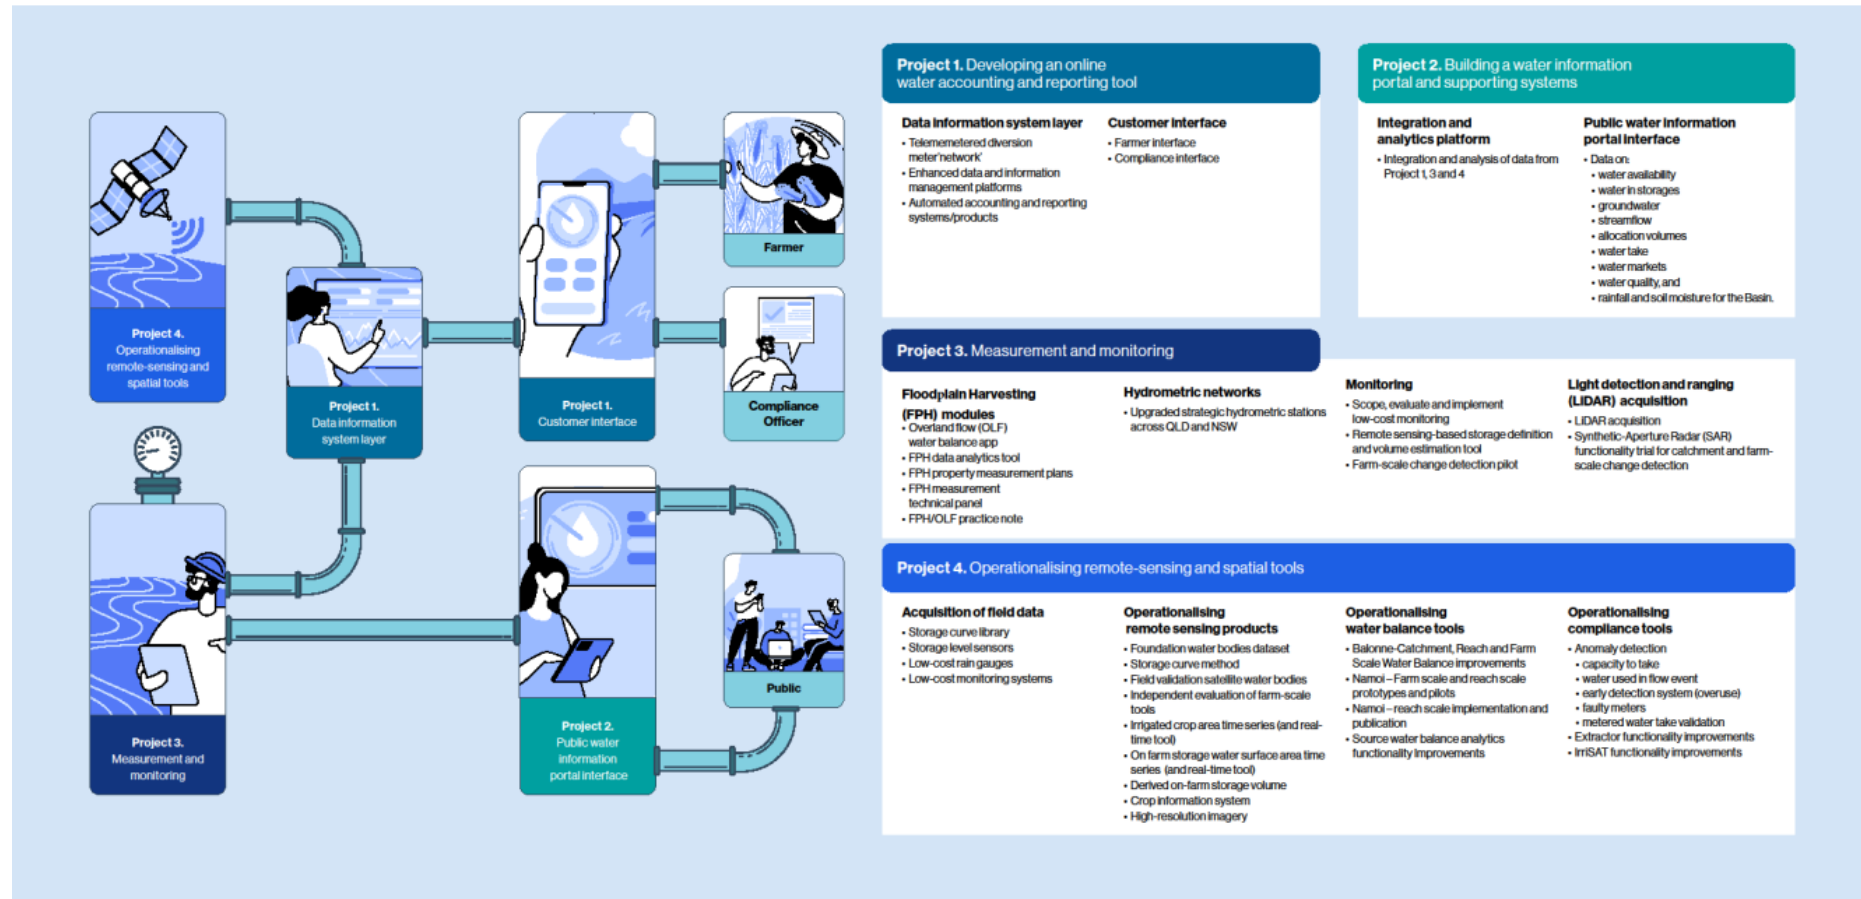 Project 4.
Operationalising
remote-sensing and
spatial tools
Project 1.
Data information
system layer
Project 3.
Measurement and
monitoring
Project 1.
Customer interface
Farmer
Compliance
Officer
Project 2.
Public water
information
portal interface
Public
Project 1. Developing an online
water accounting and reporting tool
Data information system layer
• Telememetered diversion
meter'network'
• Enhanced data and information
management platforms
• Automated accounting and reporting
systems/products
Customer interface
• Farmer interface
• Compliance interface
Project 2. Building a water information
portal and supporting systems
Integration and
analytics platform
• Integration and analysis of data from
Project 1, 3 and 4
Public water information
portal interface
• Data on:
• water availability
• water in storages
• groundwater
• streamflow
• allocation volumes
• water take
• water markets
• water quality, and
• rainfall and soil moisture for the Basin.
Project 3. Measurement and monitoring
Floodplain Harvesting
(FPH) modules
• Overland flow (OLF)
water balance app
• FPH data analytics tool
• FPH property measurement plans
• FPH measurement
technical panel
• FPH/OLF practice note
Hydrometric networks
• Upgraded strategic hydrometric stations
across QLD and NSW
Monitoring
• Scope, evaluate and implement
low-cost monitoring
• Remote sensing-based storage definition
and volume estimation tool
• Farm-scale change detection pilot
Light detection and ranging
(LIDAR) acquisition
• LiDAR acquisition
• Synthetic-Aperture Radar (SAR)
functionality trial for catchment and farm-
scale change detection
Project 4. Operationalising remote-sensing and spatial tools
Acquisition of field data
• Storage curve library
• Storage level sensors
• Low-cost rain gauges
• Low-cost monitoring systems
Operationalising
remote sensing products
• Foundation water bodies dataset
• Storage curve method
• Field validation satellite water bodies
• Independent evaluation of farm-scale
tools
• Irrigated crop area time series (and real-
time tool)
• On farm storage water surface area time
series (and real-time tool)
• Derived on-farm storage volume
• Crop information system
• High-resolution imagery
Operationalising
water balance tools
• Balonne-Catchment, Reach and Farm
Scale Water Balance improvements
• Namoi – Farm scale and reach scale
prototypes and pilots
• Namoi – reach scale implementation and
publication
• Source water balance analytics
functionality improvements
Operationalising
compliance tools
• Anomaly detection
• capacity to take
• water used in flow event
• early detection system (overuse)
• faulty meters
• metered water take validation
• Extractor functionality improvements
• IrriSAT functionality improvements